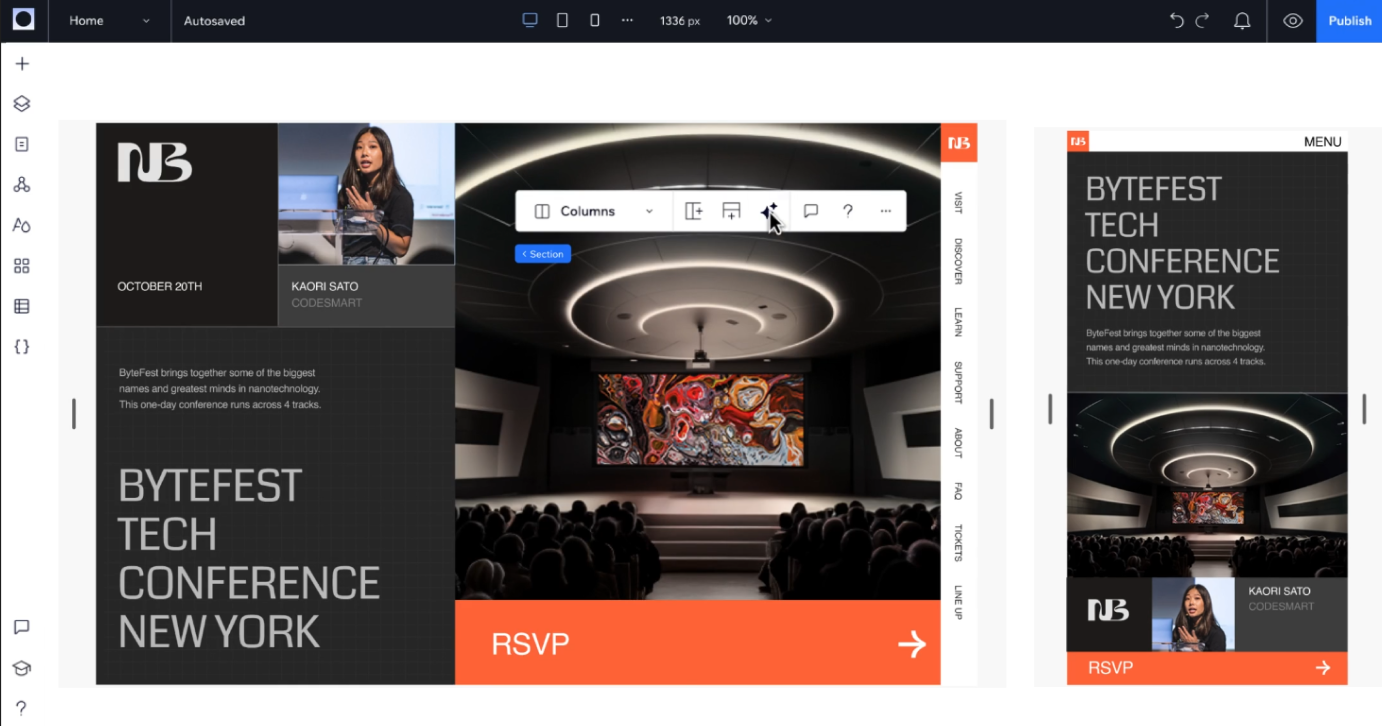 Home
Autosaved
1336 px
100%
Publish
NB
OCTOBER 20TH
KAORI SATO
CODESMART
ByteFest brings together some of the biggest
names and greatest minds in nanotechnology.
This one-day conference runs across 4 tracks.
BYTEFEST
TECH
CONFERENCE
NEW YORK
Columns
< Section
RSVP
NB
VISIT
DISCOVER
LEARN
SUPPORT
ABOUT
FAQ
TICKETS
LINE UP
NB
MENU
BYTEFEST
TECH
CONFERENCE
NEW YORK
ByteFest brings together some of the biggest
names and greatest minds in nanotechnology.
This one-day conference runs across 4 tracks.
NB
KAORI SATO
CODESMART
RSVP